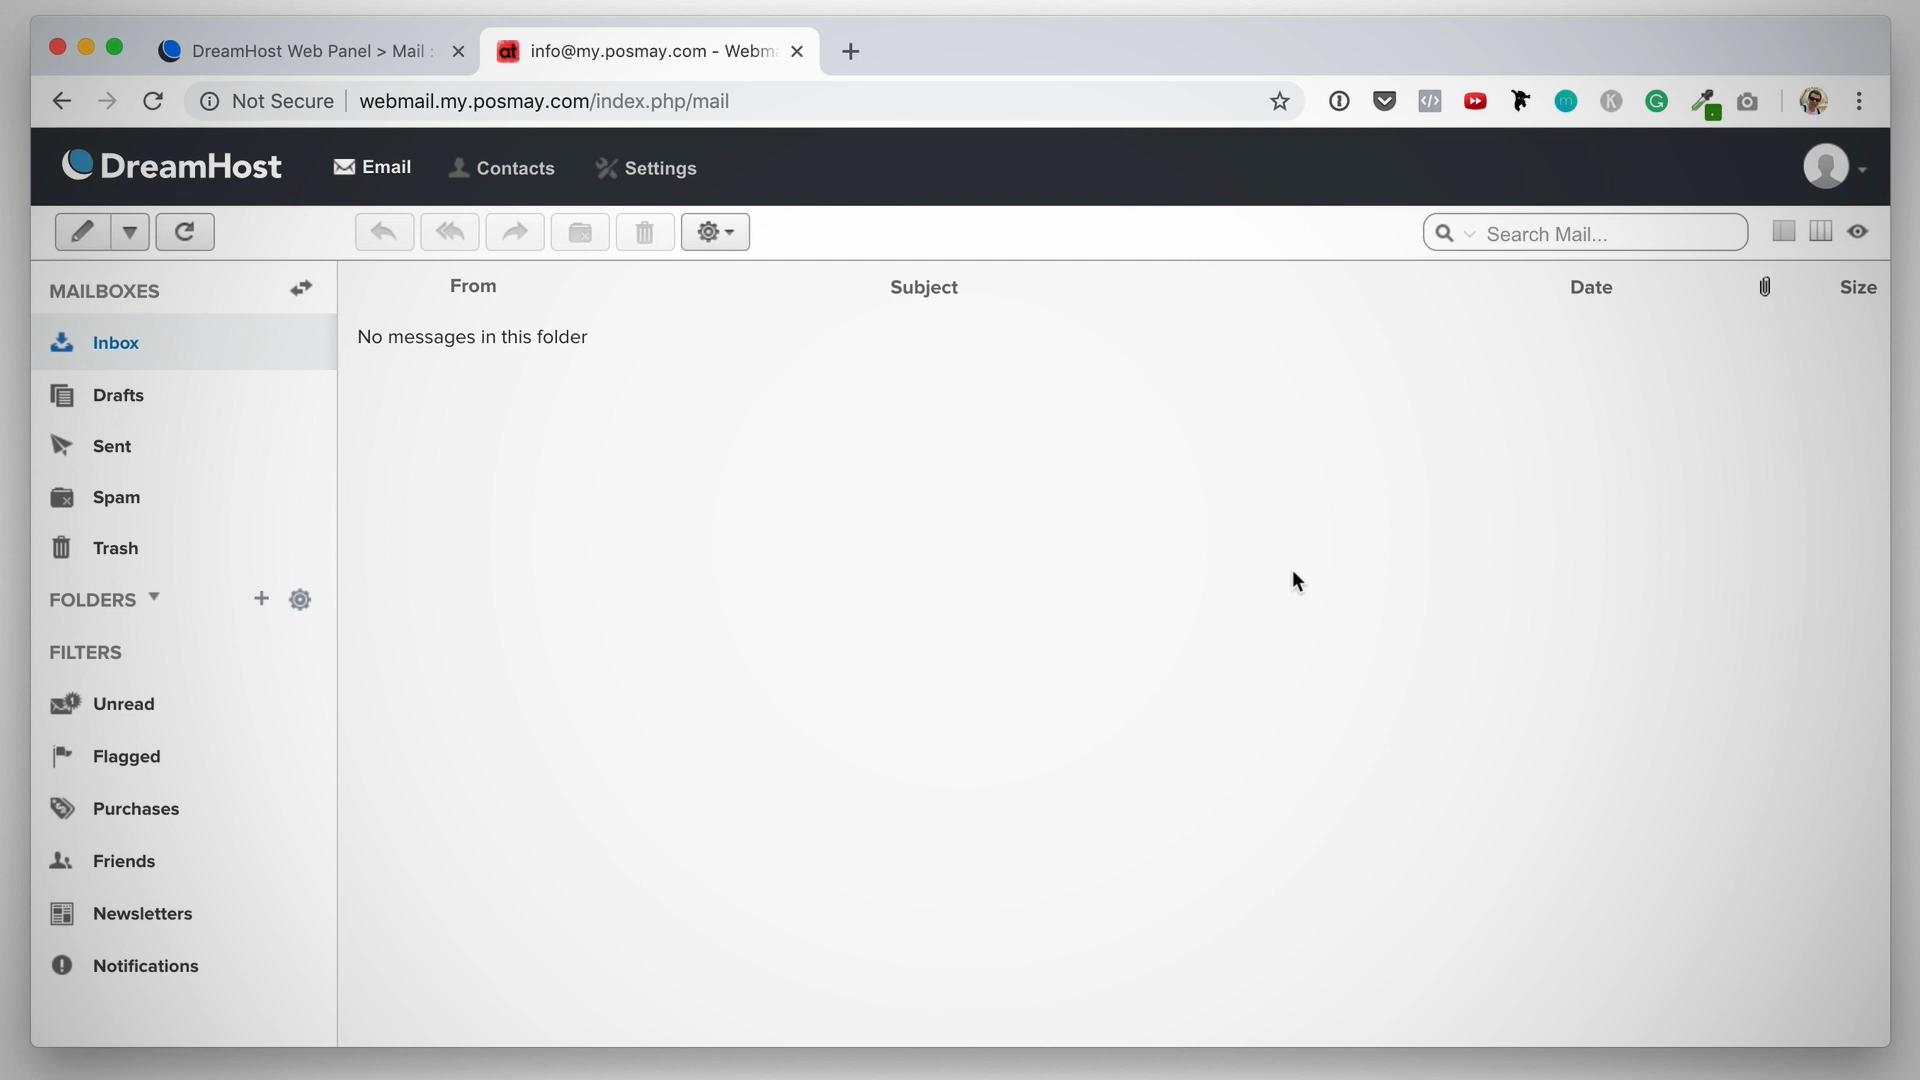 DreamHost Web Panel > Mail :
at
info@my.posmay.com - Webma
Not Secure
webmail.my.posmay.com/index.php/mail
DreamHost
Email
Contacts
Settings
Search Mail...
MAILBOXES
From
Subject
Date
Size
Inbox
No messages in this folder
Drafts
Sent
Spam
Trash
FOLDERS
FILTERS
Unread
Flagged
Purchases
Friends
Newsletters
Notifications